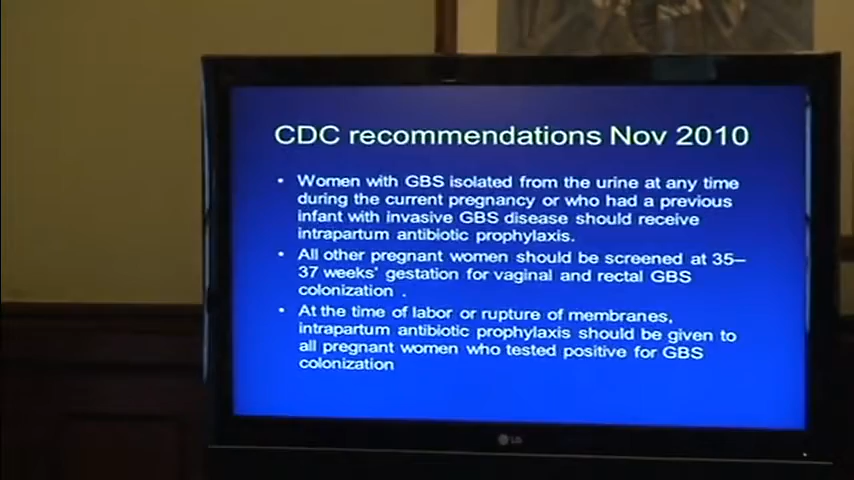 CDC recommendations Nov 2010
• Women with GBS isolated from the urine at any time
during the current pregnancy or who had a previous
infant with invasive GBS disease should receive
intrapartum antibiotic prophylaxis.
• All other pregnant women should be screened at 35–
37 weeks' gestation for vaginal and rectal GBS
colonization .
• At the time of labor or rupture of membranes,
intrapartum antibiotic prophylaxis should be given to
all pregnant women who tested positive for GBS
colonization
LG